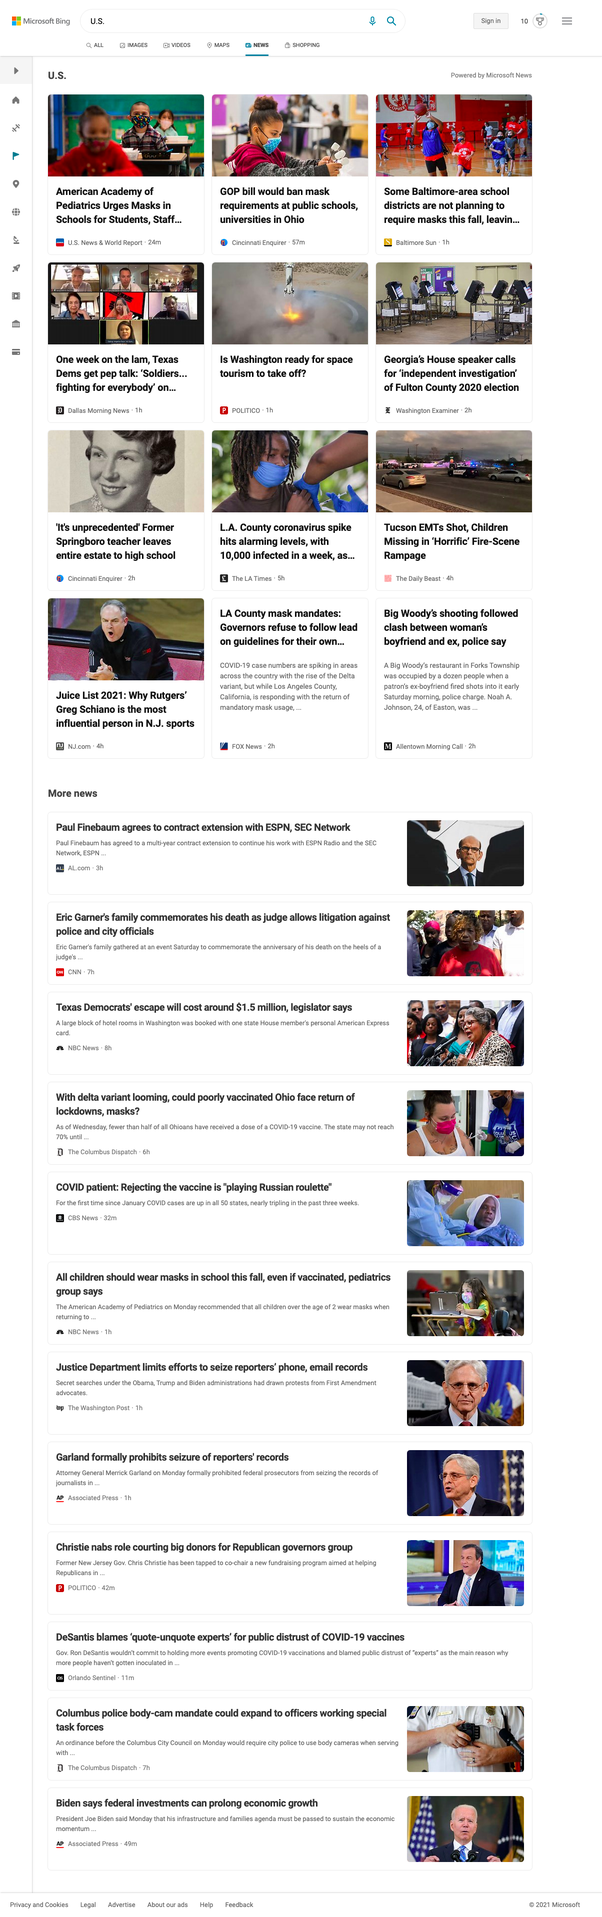 Microsoft Bing
U.S.
Sign in
10
ALL
IMAGES
VIDEOS
MAPS
NEWS
SHOPPING
U.S.
Powered by Microsoft News
American Academy of
Pediatrics Urges Masks in
Schools for Students, Staff...
U.S. News & World Report · 24m
GOP bill would ban mask
requirements at public schools,
universities in Ohio
Cincinnati Enquirer · 57m
Some Baltimore-area school
districts are not planning to
require masks this fall, leavin...
Baltimore Sun · 1h
One week on the lam, Texas
Dems get pep talk: ‘Soldiers...
fighting for everybody’ on...
Dallas Morning News · 1h
Is Washington ready for space
tourism to take off?
POLITICO · 1h
Georgia’s House speaker calls
for ‘independent investigation’
of Fulton County 2020 election
Washington Examiner · 2h
'It's unprecedented' Former
Springboro teacher leaves
entire estate to high school
Cincinnati Enquirer · 2h
L.A. County coronavirus spike
hits alarming levels, with
10,000 infected in a week, as...
The LA Times · 5h
Tucson EMTs Shot, Children
Missing in ‘Horrific’ Fire-Scene
Rampage
The Daily Beast · 4h
Juice List 2021: Why Rutgers’
Greg Schiano is the most
influential person in N.J. sports
NJ.com · 4h
LA County mask mandates:
Governors refuse to follow lead
on guidelines for their own...
COVID-19 case numbers are spiking in areas
across the country with the rise of the Delta
variant, but while Los Angeles County,
California, is responding with the return of
mandatory mask usage, ...
FOX News · 2h
Big Woody’s shooting followed
clash between woman’s
boyfriend and ex, police say
A Big Woody’s restaurant in Forks Township
was occupied by a dozen people when a
patron’s ex-boyfriend fired shots into it early
Saturday morning, police charge. Noah A.
Johnson, 24, of Easton, was ...
Allentown Morning Call · 2h
More news
Paul Finebaum agrees to contract extension with ESPN, SEC Network
Paul Finebaum has agreed to a multi-year contract extension to continue his work with ESPN Radio and the SEC
Network, ESPN ...
AL.com · 3h
Eric Garner's family commemorates his death as judge allows litigation against
police and city officials
Eric Garner's family gathered at an event Saturday to commemorate the anniversary of his death on the heels of a
judge's ...
CNN · 7h
Texas Democrats' escape will cost around $1.5 million, legislator says
A large block of hotel rooms in Washington was booked with one state House member's personal American Express
card.
NBC News · 8h
With delta variant looming, could poorly vaccinated Ohio face return of
lockdowns, masks?
As of Wednesday, fewer than half of all Ohioans have received a dose of a COVID-19 vaccine. The state may not reach
70% until ...
The Columbus Dispatch · 6h
COVID patient: Rejecting the vaccine is "playing Russian roulette"
For the first time since January COVID cases are up in all 50 states, nearly tripling in the past three weeks.
CBS News · 32m
All children should wear masks in school this fall, even if vaccinated, pediatrics
group says
The American Academy of Pediatrics on Monday recommended that all children over the age of 2 wear masks when
returning to ...
NBC News · 1h
Justice Department limits efforts to seize reporters’ phone, email records
Secret searches under the Obama, Trump and Biden administrations had drawn protests from First Amendment
advocates.
The Washington Post · 1h
Garland formally prohibits seizure of reporters' records
Attorney General Merrick Garland on Monday formally prohibited federal prosecutors from seizing the records of
journalists in ...
Associated Press · 1h
Christie nabs role courting big donors for Republican governors group
Former New Jersey Gov. Chris Christie has been tapped to co-chair a new fundraising program aimed at helping
Republicans in ...
POLITICO · 42m
DeSantis blames ‘quote-unquote experts’ for public distrust of COVID-19 vaccines
Gov. Ron DeSantis wouldn’t commit to holding more events promoting COVID-19 vaccinations and blamed public distrust of “experts” as the main reason why
more people haven’t gotten inoculated in ...
Orlando Sentinel · 11m
Columbus police body-cam mandate could expand to officers working special
task forces
An ordinance before the Columbus City Council on Monday would require city police to use body cameras when serving
with ...
The Columbus Dispatch · 7h
Biden says federal investments can prolong economic growth
President Joe Biden said Monday that his infrastructure and families agenda must be passed to sustain the economic
momentum ...
Associated Press · 49m
Privacy and Cookies
Legal
Advertise
About our ads
Help
Feedback
© 2021 Microsoft